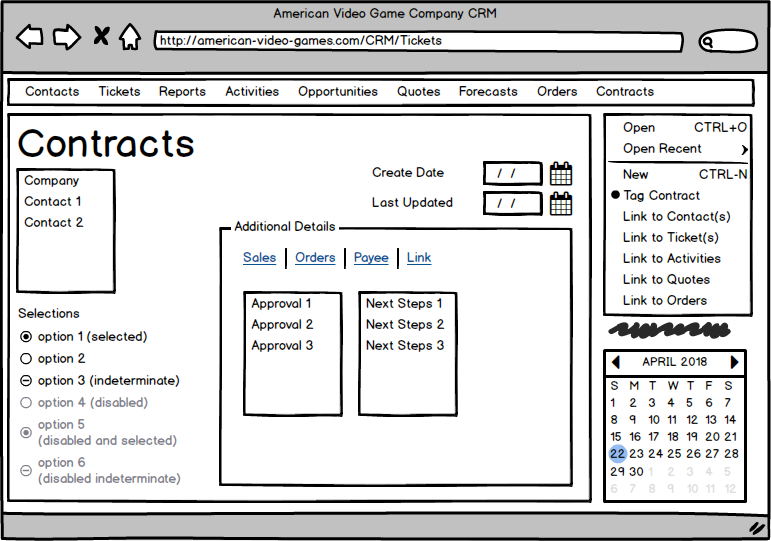 American Video Game Company CRM
http://american-video-games.com/CRM/Tickets
Contacts Tickets Reports Activities Opportunities Quotes Forecasts Orders Contracts
Contracts
Company
Contact 1
Contact 2
Create Date / /
Last Updated / /
Additional Details
Sales Orders Payee Link
Approval 1
Approval 2
Approval 3
Next Steps 1
Next Steps 2
Next Steps 3
Selections
option 1 (selected)
option 2
option 3 (indeterminate)
option 4 (disabled)
option 5
(disabled and selected)
option 6
(disabled indeterminate)
Open CTRL+O
Open Recent
New CTRL-N
Tag Contract
Link to Contact(s)
Link to Ticket(s)
Link to Activities
Link to Quotes
Link to Orders
APRIL 2018
S M T W T F S
1 2 3 4 5 6 7
8 9 10 11 12 13 14
15 16 17 18 19 20 21
22 23 24 25 26 27 28
29 30 1 2 3 4 5
6 7 8 9 10 11 12